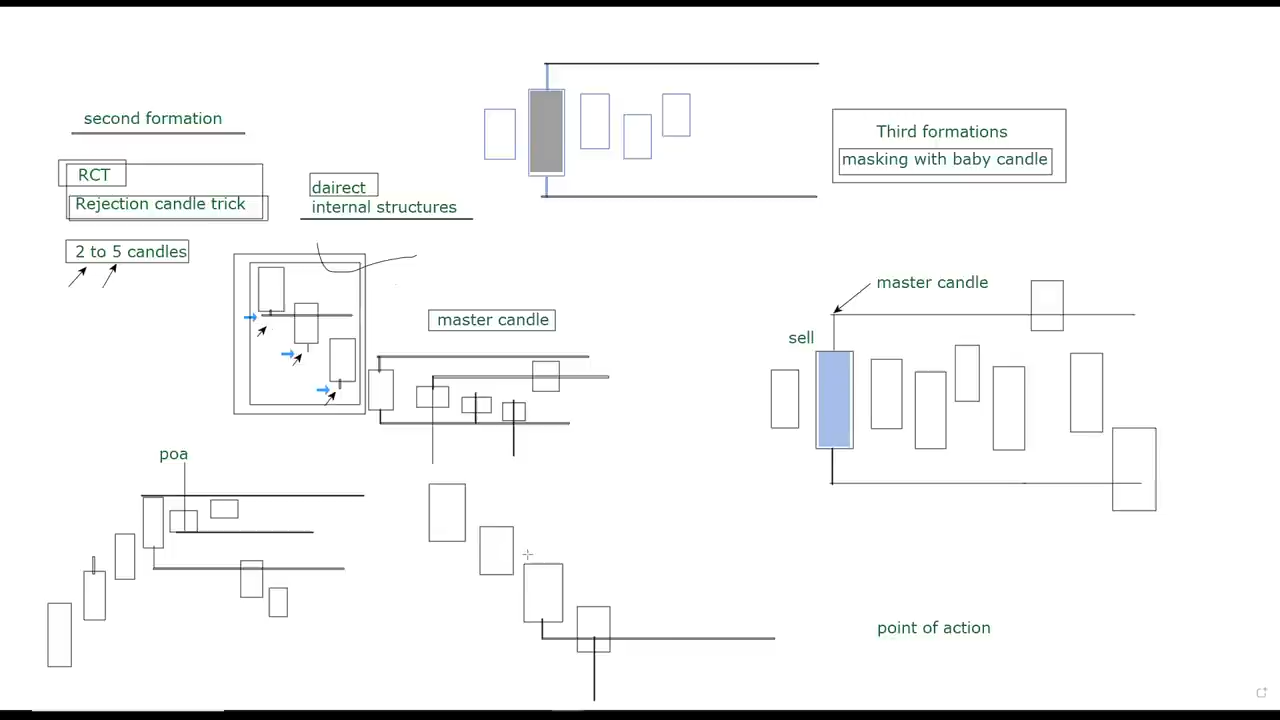 second formation
RCT
Rejection candle trick
2 to 5 candles
dairect
internal structures
master candle
poa
Third formations
masking with baby candle
master candle
sell
point of action